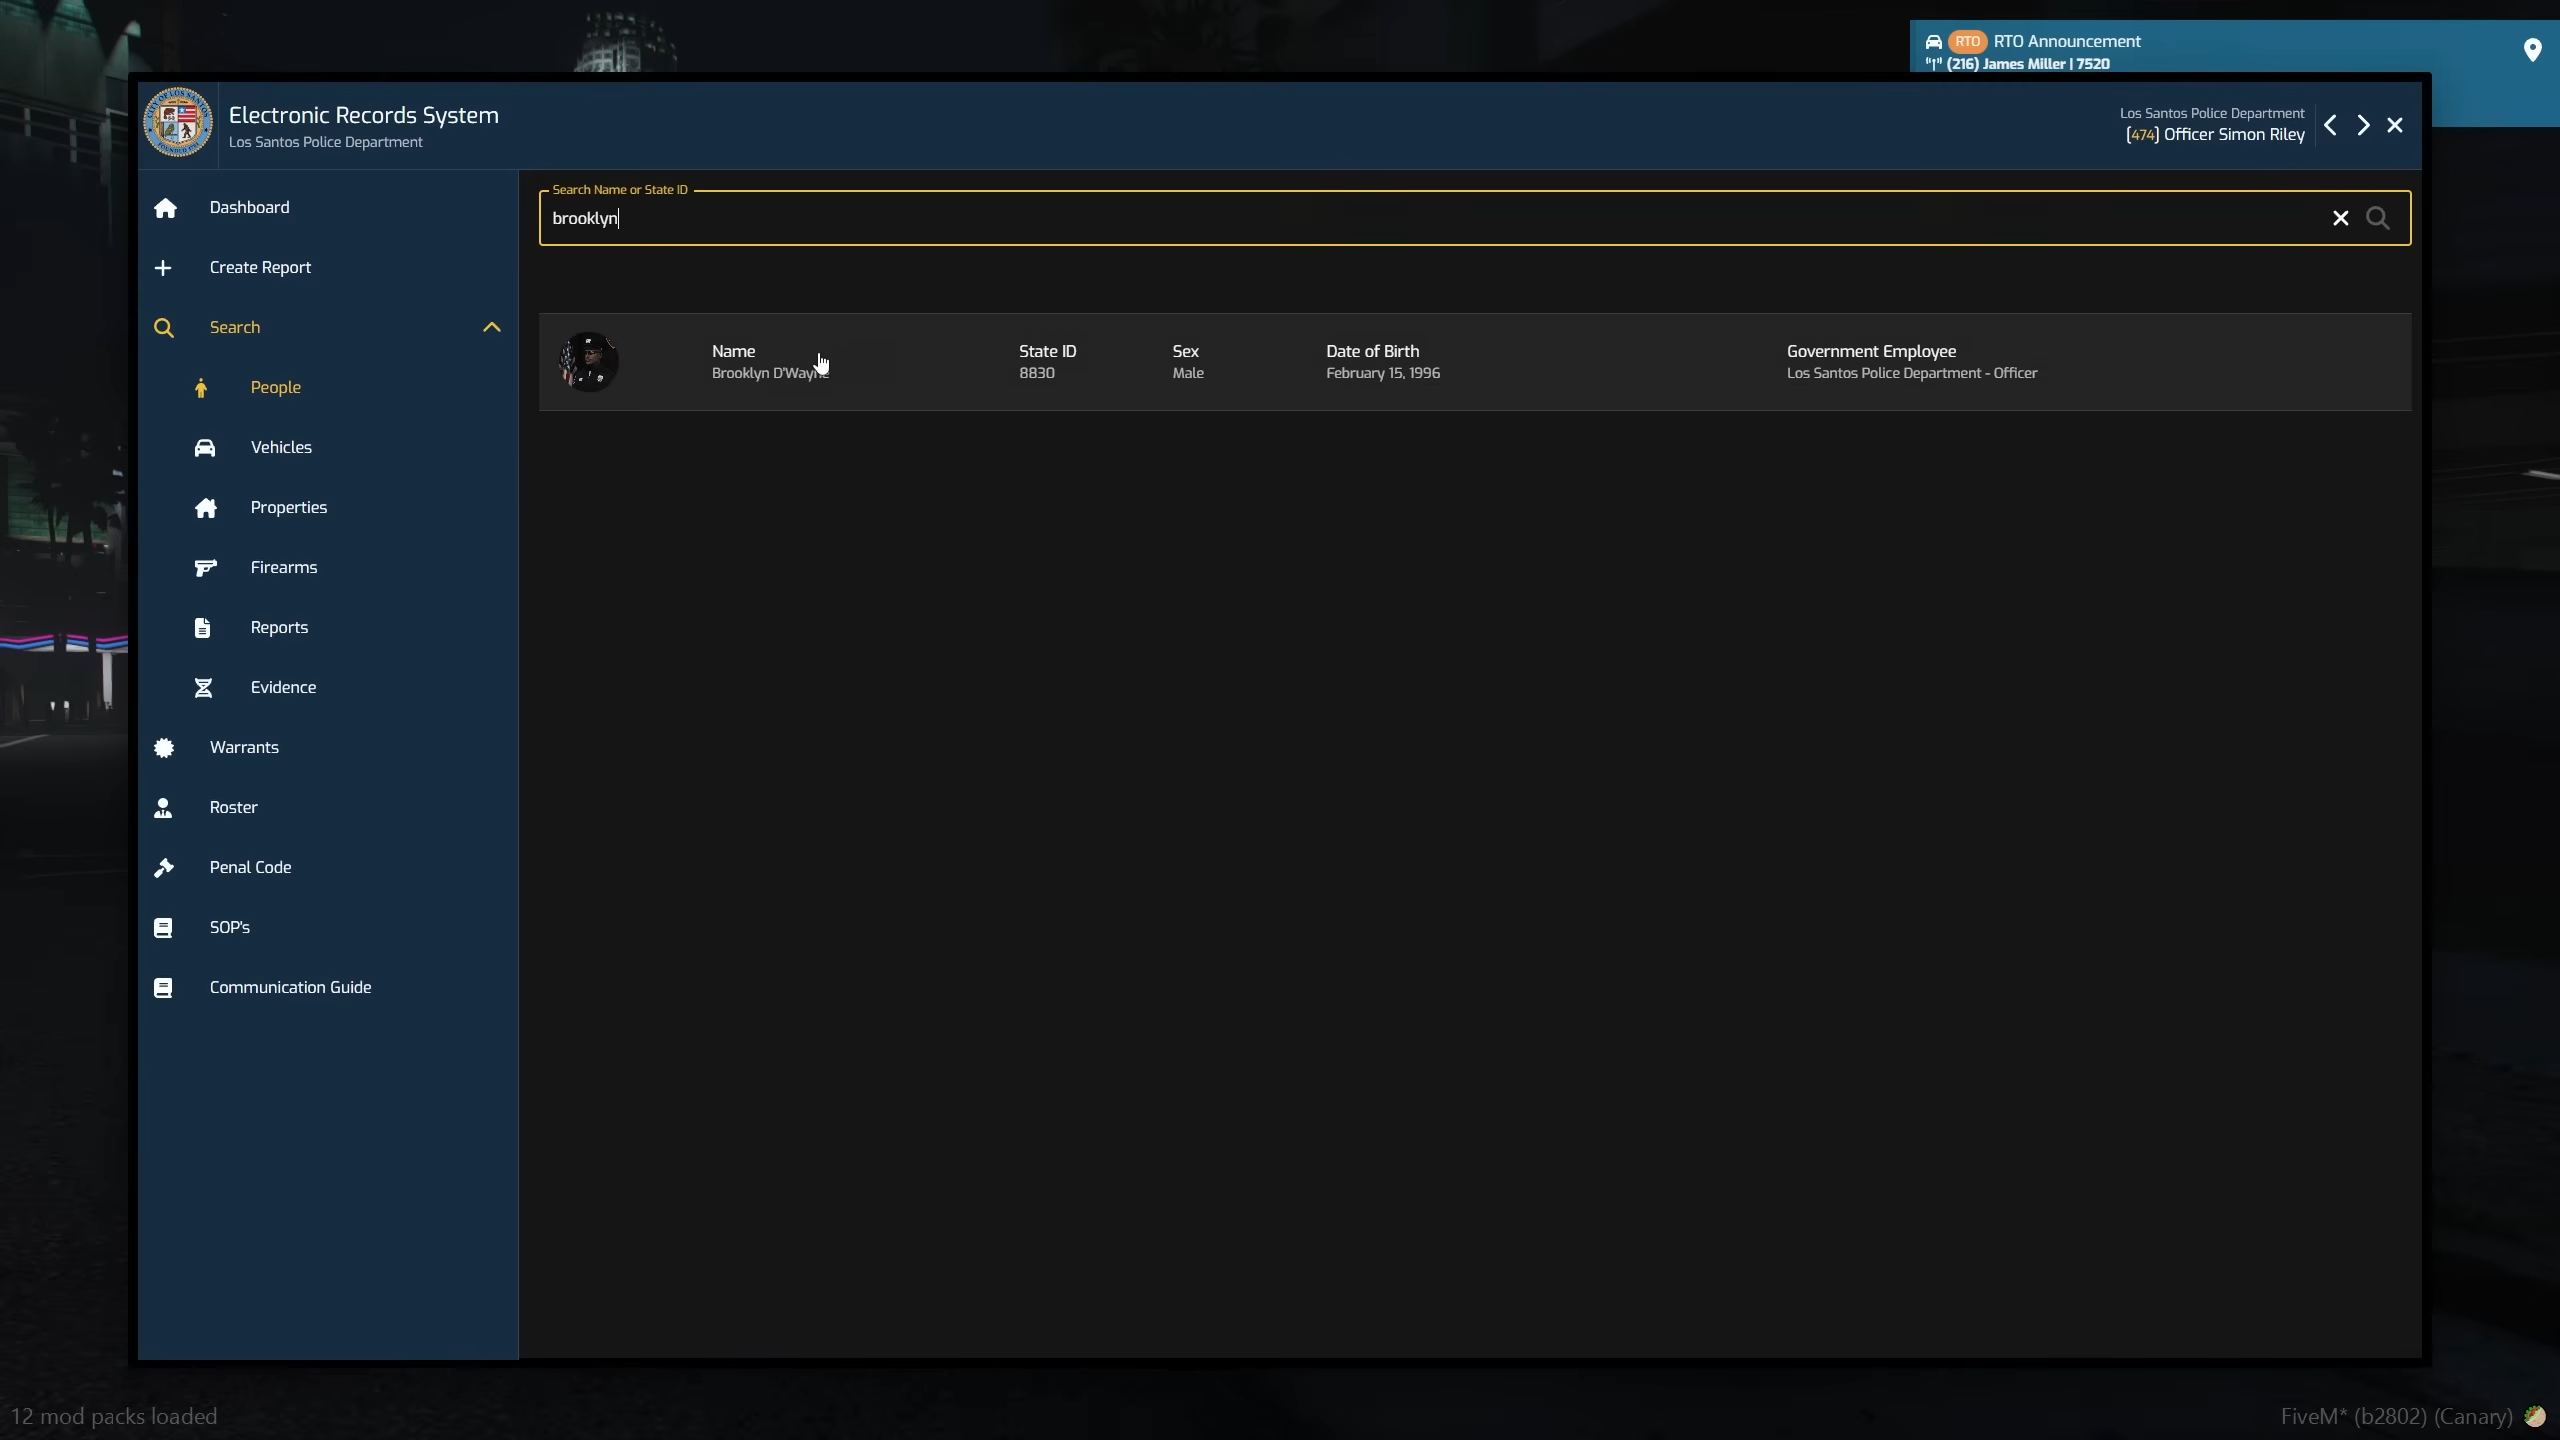 RTO RTO Announcement
(216) James Miller | 7520
Electronic Records System
Los Santos Police Department
Los Santos Police Department
[474] Officer Simon Riley
Dashboard
Create Report
Search
People
Vehicles
Properties
Firearms
Reports
Evidence
Warrants
Roster
Penal Code
SOP's
Communication Guide
Search Name or State ID
brooklyn
Name
Brooklyn D'Wayne
State ID
8830
Sex
Male
Date of Birth
February 15, 1996
Government Employee
Los Santos Police Department - Officer
12 mod packs loaded
FiveM* (b2802) (Canary)